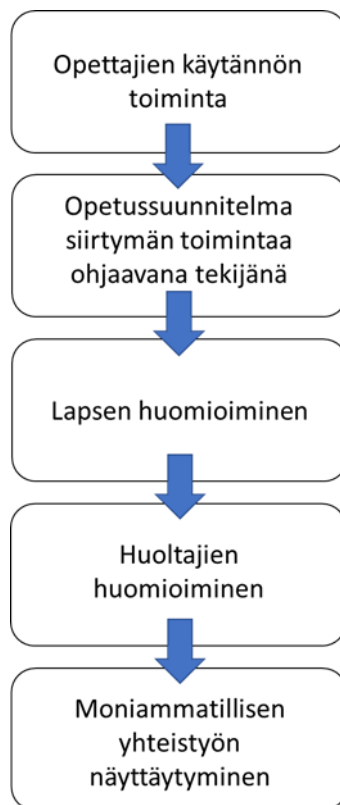 Opettajien käytännön
toiminta
Opetussuunnitelma
siirtymän toimintaa
ohjaavana tekijänä
Lapsen huomioiminen
Huoltajien
huomioiminen
Moniammatillisen
yhteistyön
näyttäytyminen